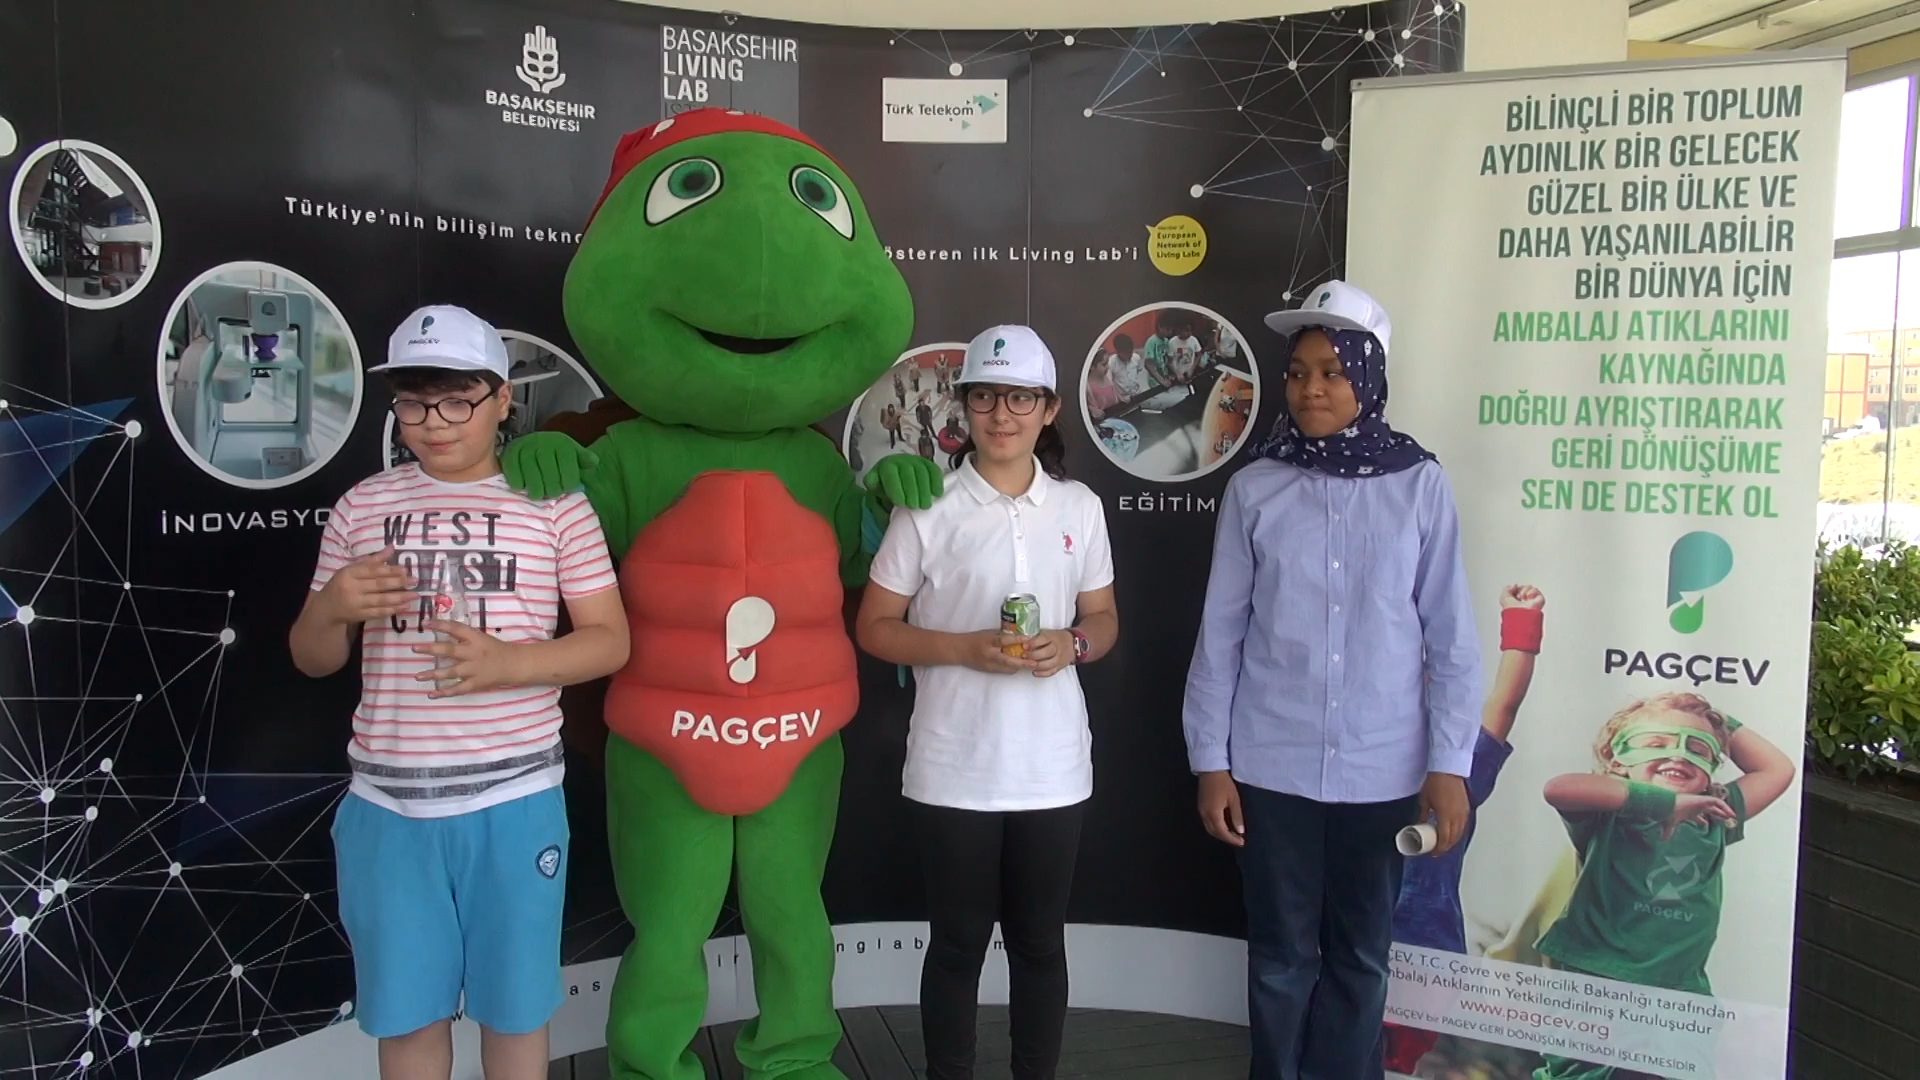 BAŞAKŞEHİR
BELEDİYESİ
BAŞAKŞEHIR
LIVING
LAB
Türk Telekom
Türkiye'nin bilişim
österen ilk Living Lab'i
European
Network of
Living Labs
İNOVASYO
EĞİTİM
PAGÇEV
WEST
COAST
PAGÇEV
PAGÇEV
BİLİNÇLİ BİR TOPLUM
AYDINLIK BİR GELECEK
GÜZEL BİR ÜLKE VE
DAHA YAŞANILABİLİR
BİR DÜNYA İÇİN
AMBALAJ ATIKLARINI
KAYNAĞINDA
DOĞRU AYRIŞTIRARAK
GERİ DÖNÜŞÜME
SEN DE DESTEK OL
PAGÇEV
PAGÇEV
ÇEV, T.C. Çevre ve Şehircilik Bakanlığı tarafından
mbalaj Atıklarının Yetkilendirilmiş Kuruluşudur
www.pagcev.org
PAGÇEV bir PAGEV GERİ DÖNÜŞÜM İKTİSADİ İŞLETMESİDİR